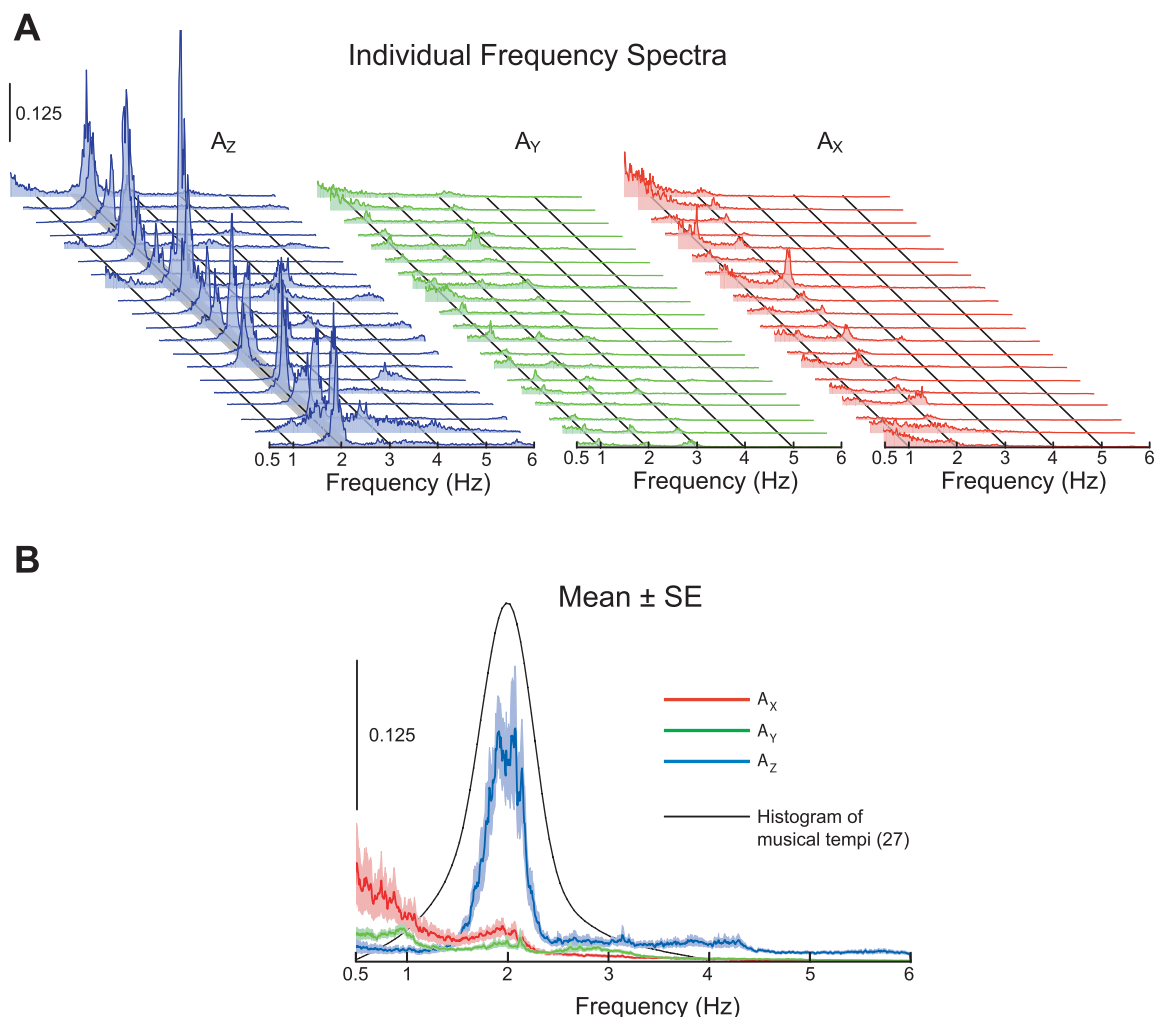 A
Individual Frequency Spectra
0.125
A_Z
A_Y
A_X
0.5 1 2 3 4 5 6
0.5 1 2 3 4 5 6
0.5 1 2 3 4 5 6
Frequency (Hz)
Frequency (Hz)
Frequency (Hz)
B
Mean ± SE
0.125
A_X
A_Y
A_Z
Histogram of
musical tempi (27)
0.5 1 2 3 4 5 6
Frequency (Hz)